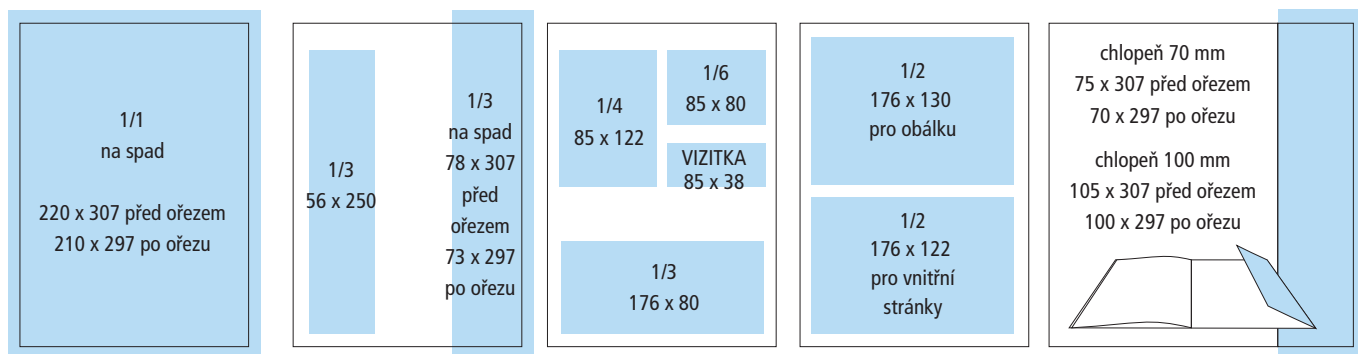 1/1
na spad
220 x 307 před ořezem
210 x 297 po ořezu
1/3
56 x 250
1/3
na spad
78 x 307
před
ořezem
73 x 297
po ořezu
1/4
85 x 122
1/6
85 x 80
VIZITKA
85 x 38
1/3
176 x 80
1/2
176 x 130
pro obálku
1/2
176 x 122
pro vnitřní
stránky
chlopeň 70 mm
75 x 307 před ořezem
70 x 297 po ořezu
chlopeň 100 mm
105 x 307 před ořezem
100 x 297 po ořezu